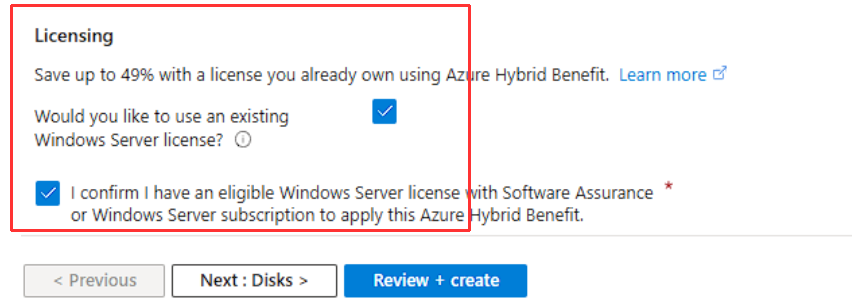 Licensing
Save up to 49% with a license you already own using Azure Hybrid Benefit. Learn more
Would you like to use an existing
Windows Server license?
I confirm I have an eligible Windows Server license with Software Assurance *
or Windows Server subscription to apply this Azure Hybrid Benefit.
< Previous
Next : Disks >
Review + create